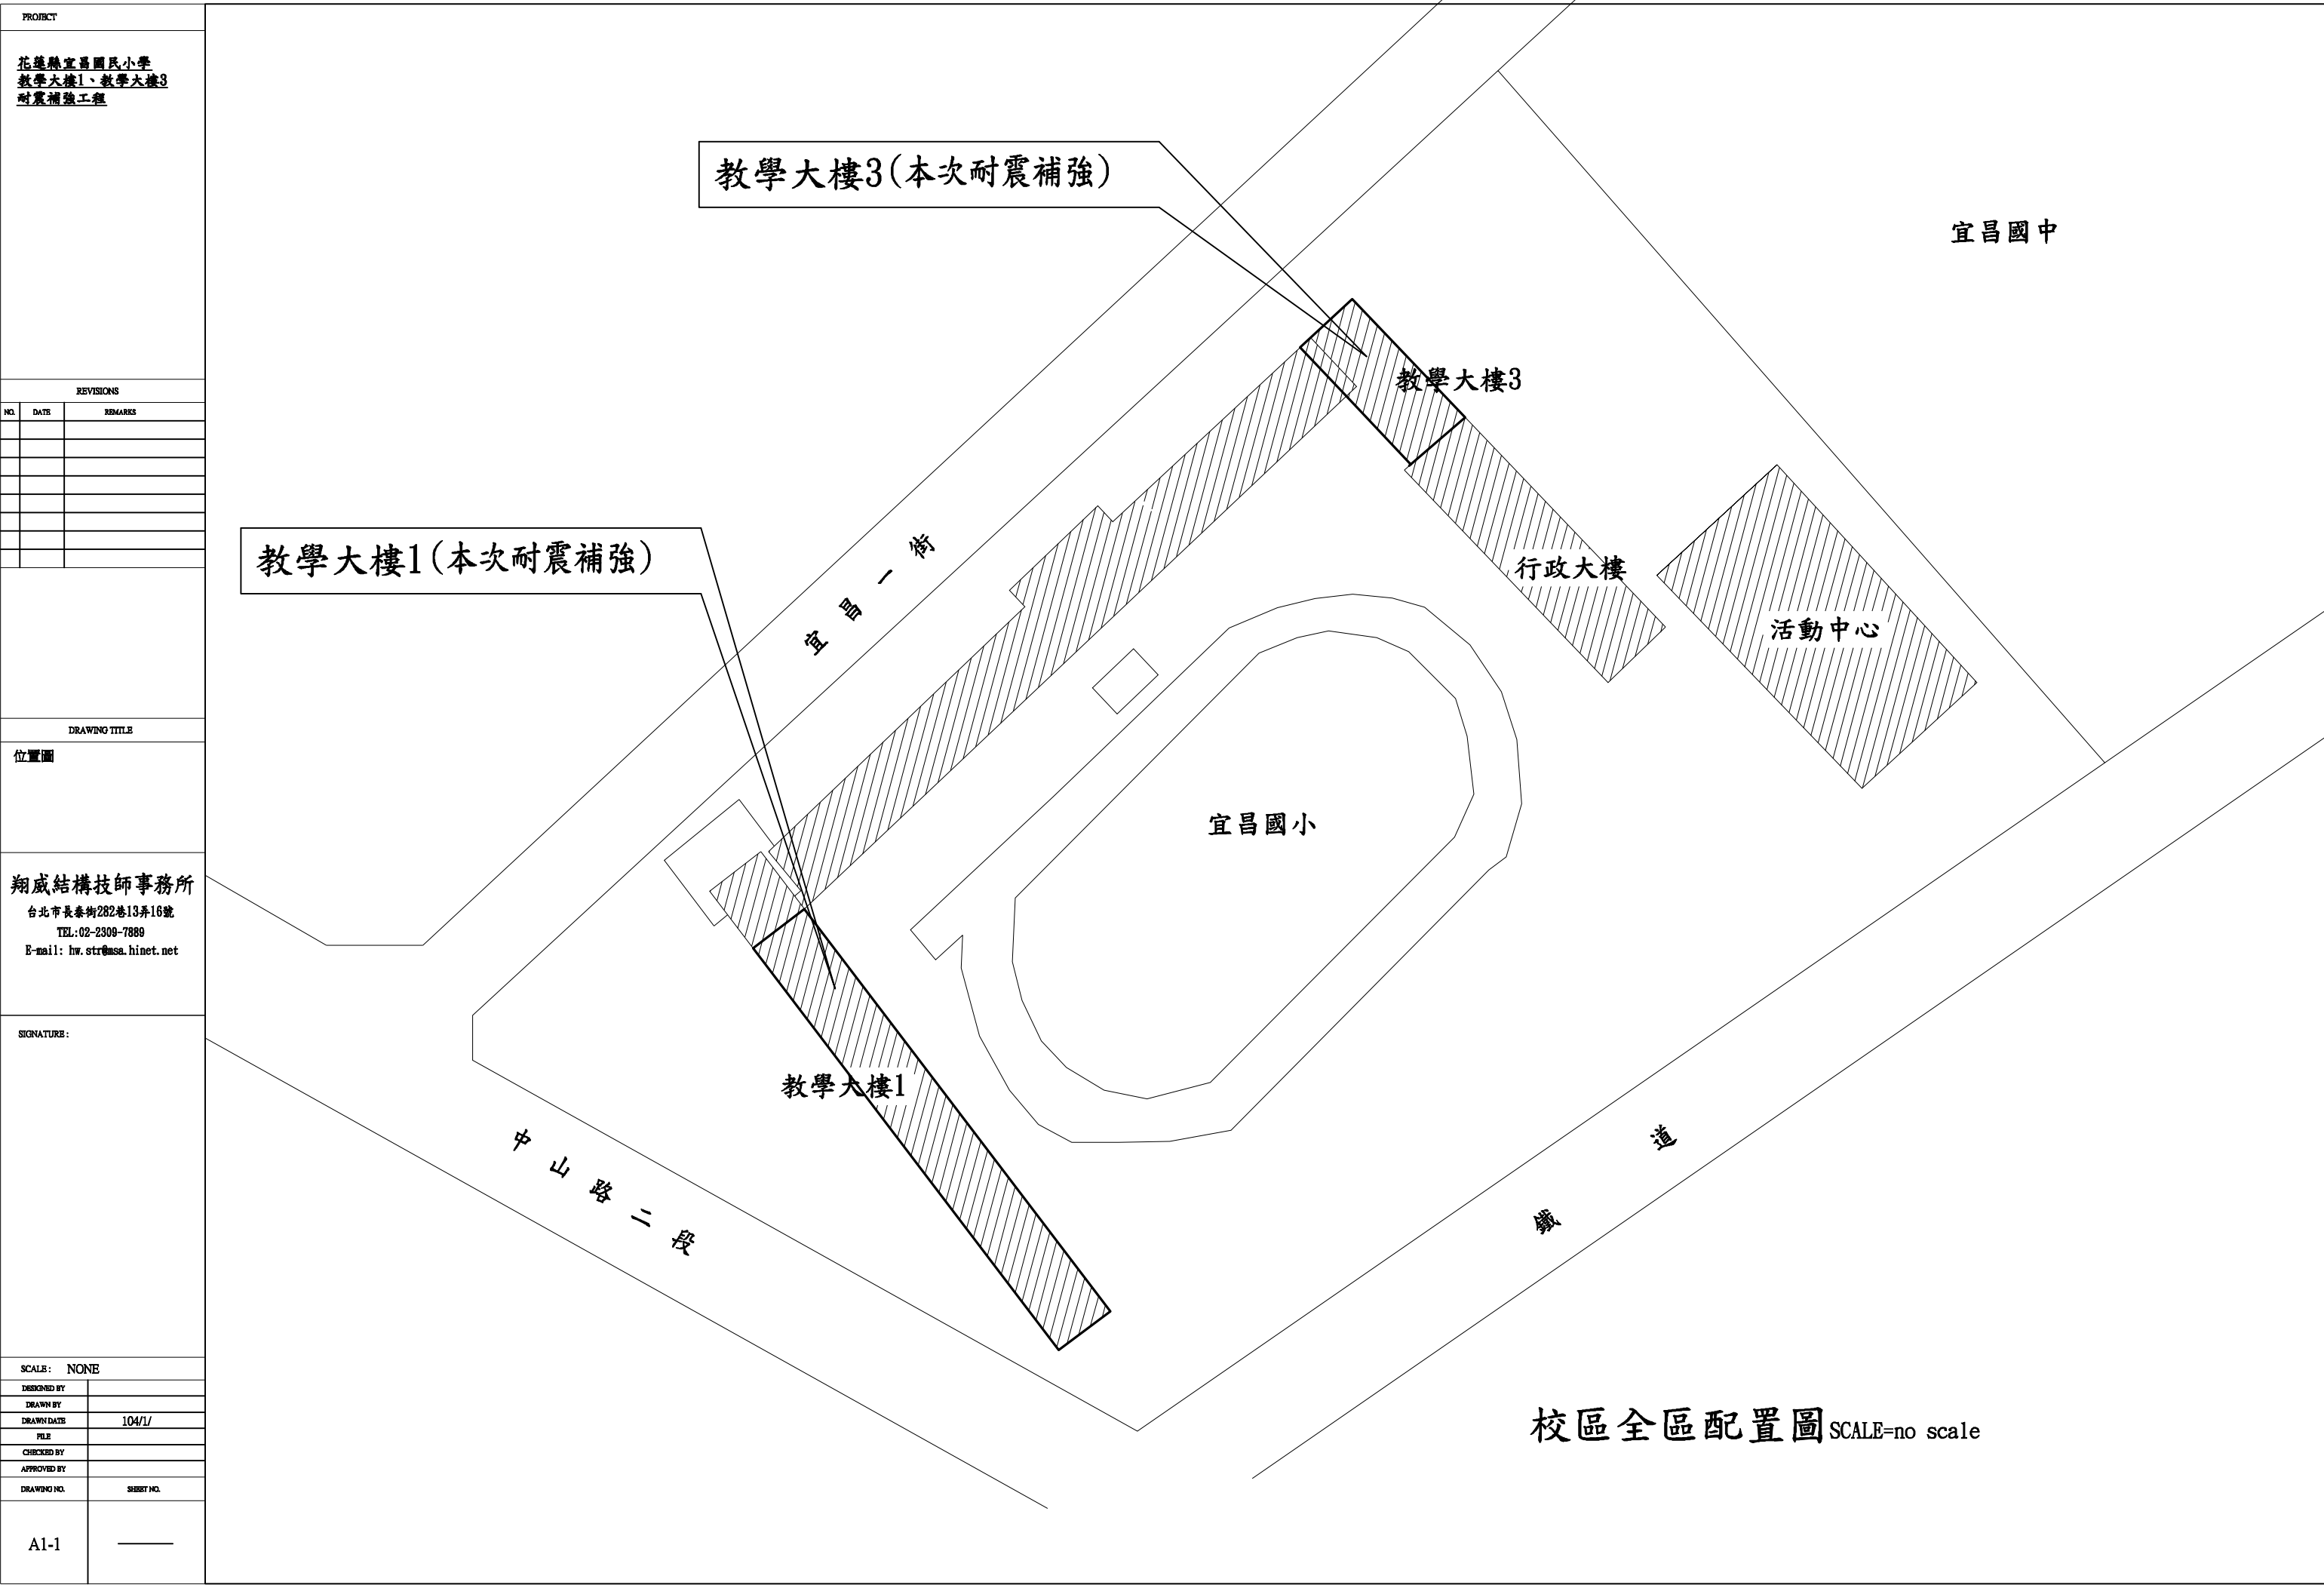 PROJECT
花蓮縣宜昌國民小學
教學大樓1、教學大樓3
耐震補強工程
REVISIONS
NO. DATE REMARKS
DRAWING TITLE
位置圖
翔威結構技師事務所
台北市長泰街282巷13弄16號
TEL:02-2309-7889
E-mail: hw.str@msa.hinet.net
SIGNATURE:
SCALE: NONE
DESIGNED BY
DRAWN BY
DRAWN DATE 104/1/
FILE
CHECKED BY
APPROVED BY
DRAWING NO. SHEET NO.
A1-1
教學大樓3(本次耐震補強)
宜昌國中
教學大樓3
教學大樓1(本次耐震補強)
宜昌一街
行政大樓
活動中心
宜昌國小
教學大樓1
中山路二段
鐵道
校區全區配置圖SCALE=no scale